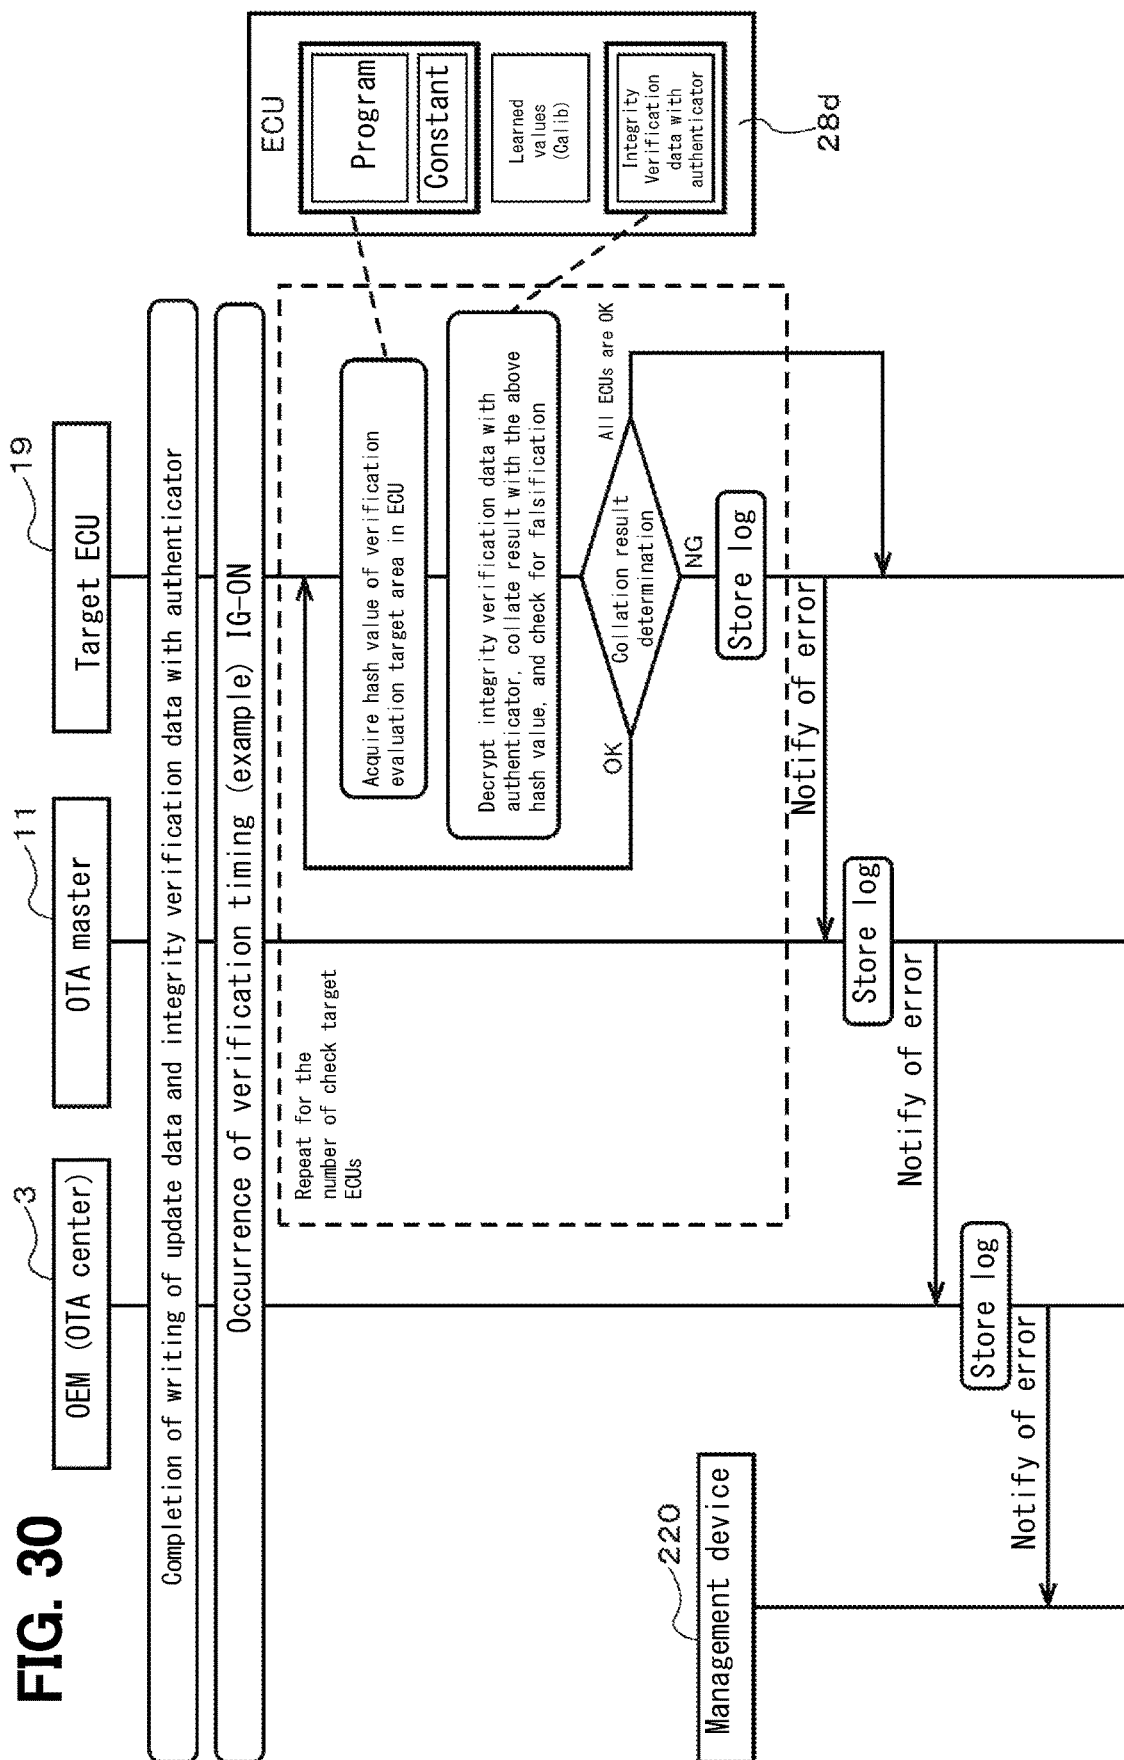 FIG. 30
3
OEM (OTA center)
11
OTA master
19
Target ECU
Completion of writing of update data and integrity verification data with authenticator
Occurrence of verification timing (example) IG-ON
Repeat for the
number of check target
ECUs
Acquire hash value of verification
evaluation target area in ECU
Decrypt integrity verification data with
authenticator, collate result with the above
hash value, and check for falsification
Collation result
determination
OK
NG
All ECUs are OK
Store log
Notify of error
Store log
Notify of error
Store log
Notify of error
220
Management device
ECU
Program
Constant
Learned
values
(Calib)
Integrity
Verification
data with
authenticator
28d